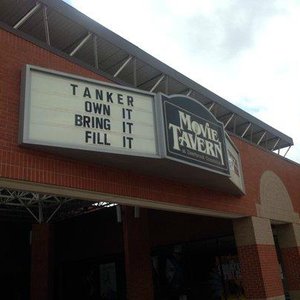 TANKER
OWN IT
BRING IT
FILL IT
MOVIE
TAVERN